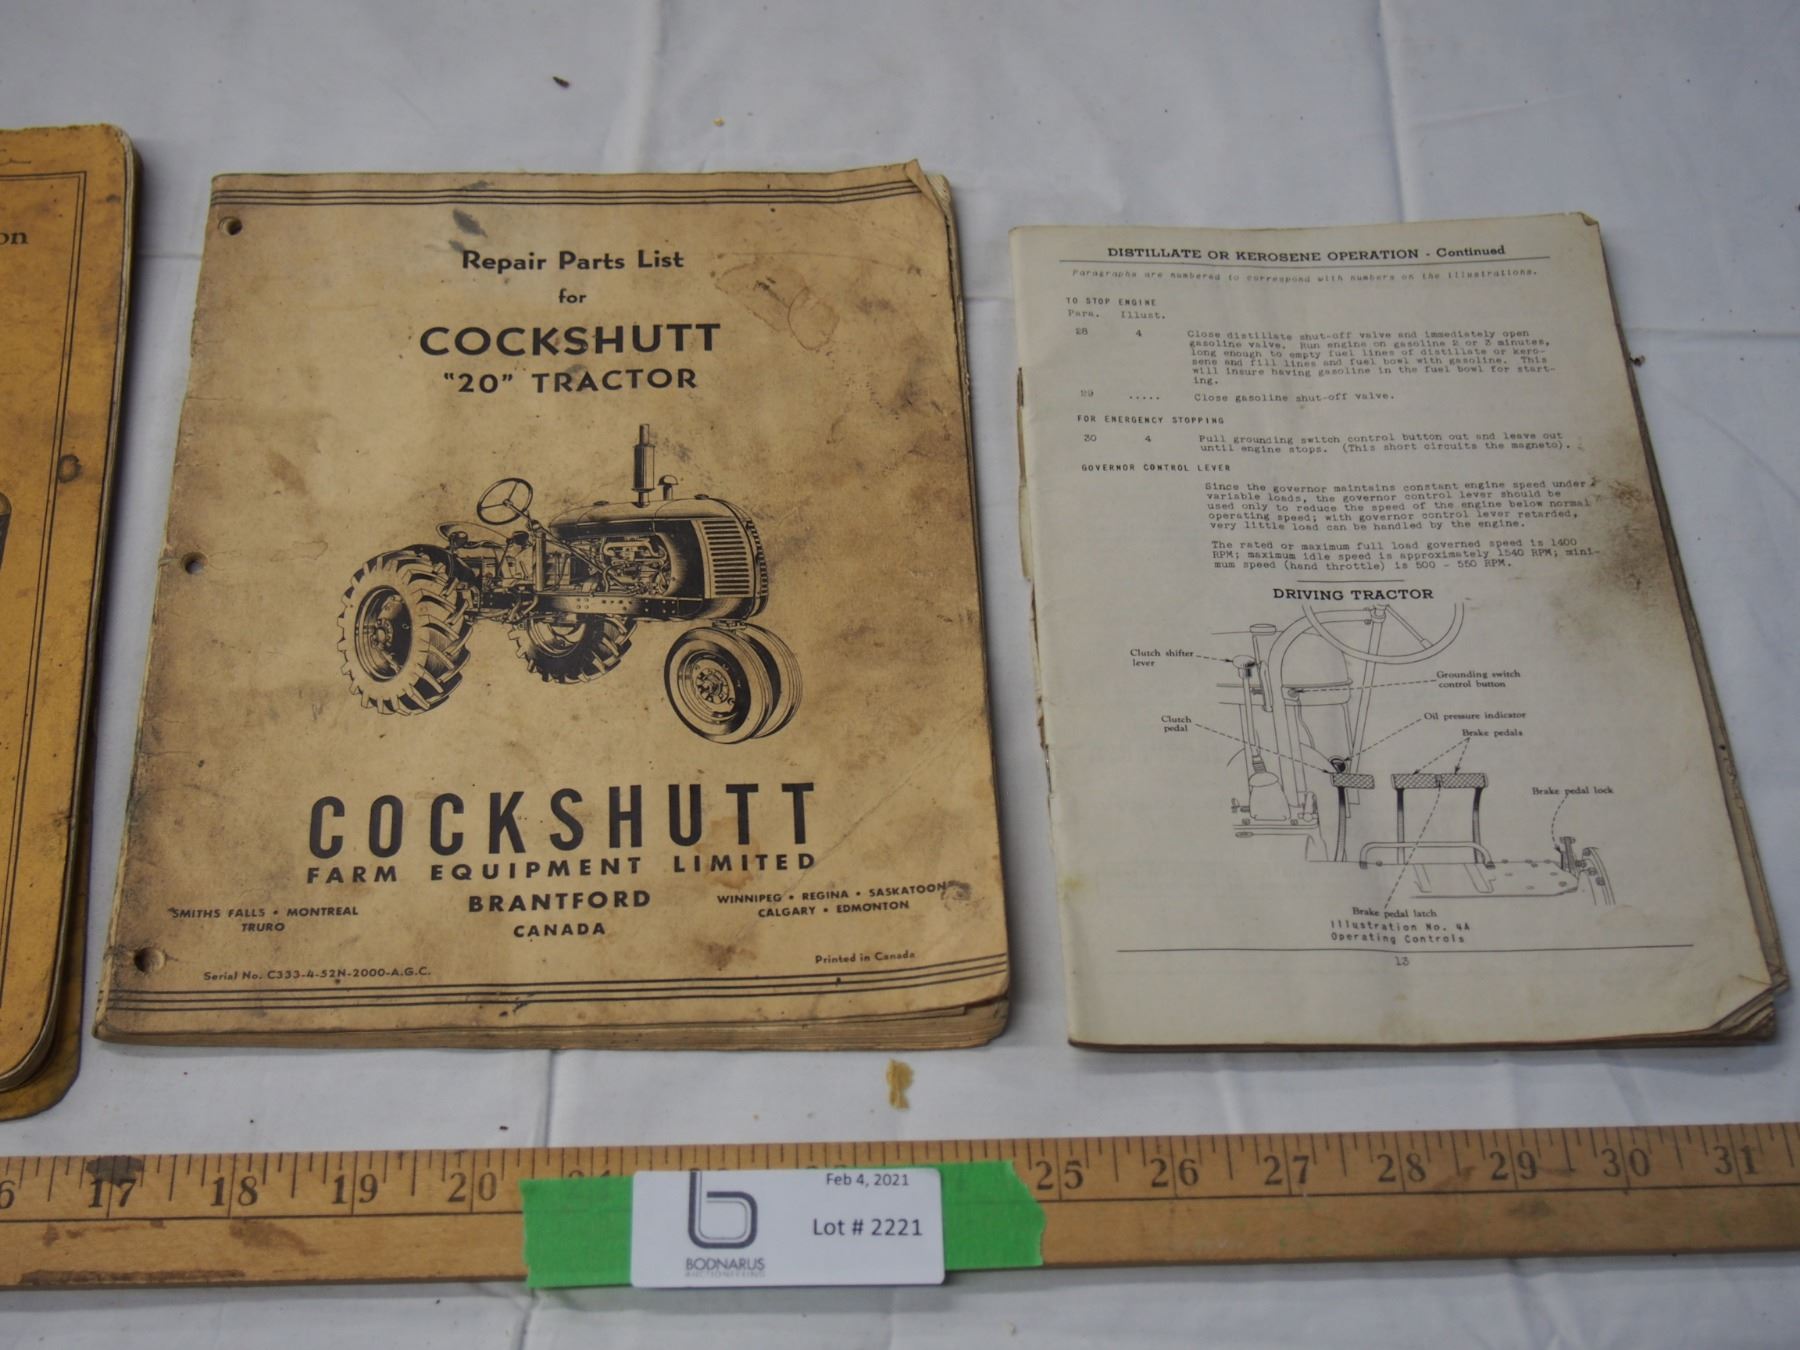 on
Repair Parts List
for
COCKSHUTT
"20" TRACTOR
COCKSHUTT
FARM EQUIPMENT LIMITED
BRANTFORD
CANADA
SMITHS FALLS • MONTREAL
TRURO
WINNIPEG • REGINA • SASKATOON
CALGARY • EDMONTON
Serial No. C333-4-52N-2000-A.G.C.
Printed in Canada
DISTILLATE OR KEROSENE OPERATION - Continued
Paragraphs are numbered to correspond with numbers on the illustrations.
TO STOP ENGINE
Para. Illust.
28 4 Close distillate shut-off valve and immediately open
gasoline valve. Run engine on gasoline 2 or 3 minutes,
long enough to empty fuel lines of distillate or kero-
sene and fill lines and fuel bowl with gasoline. This
will insure having gasoline in the fuel bowl for start-
ing.
29 ..... Close gasoline shut-off valve.
FOR EMERGENCY STOPPING
30 4 Pull grounding switch control button out and leave out
until engine stops. (This short circuits the magneto).
GOVERNOR CONTROL LEVER
Since the governor maintains constant engine speed under
variable loads, the governor control lever should be
used only to reduce the speed of the engine below normal
operating speed; with governor control lever retarded,
very little load can be handled by the engine.
The rated or maximum full load governed speed is 1400
RPM; maximum idle speed is approximately 1540 RPM; mini-
mum speed (hand throttle) is 500 - 550 RPM.
DRIVING TRACTOR
Clutch shifter
lever
Grounding switch
control button
Clutch
pedal
Oil pressure indicator
Brake pedals
Brake pedal lock
Brake pedal latch
Illustration No. 4A
Operating Controls
13
6 17 18 19 20 25 26 27 28 29 30 31
Feb 4, 2021
Lot # 2221
b
BODNARUS
AUCTIONEERING